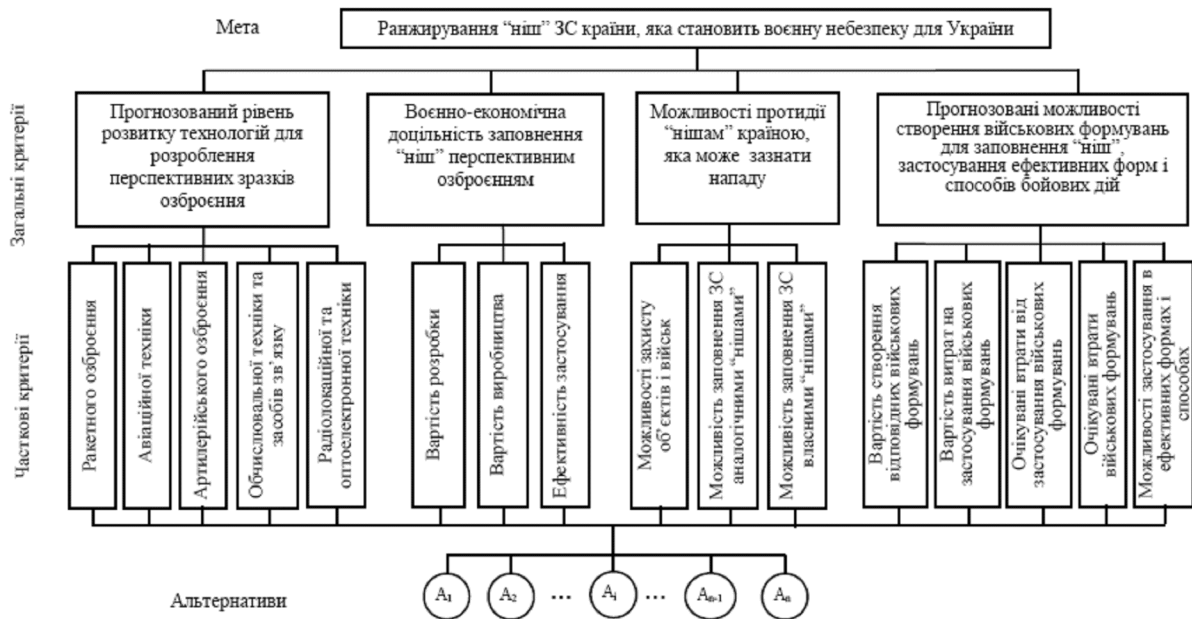 Мета
Ранжирування “ніш” ЗС країни, яка становить воєнну небезпеку для України
Загальні критерії
Прогнозований рівень
розвитку технологій для
розроблення
перспективних зразків
озброєння
Воєнно-економічна
доцільність заповнення
“ніш” перспективним
озброєнням
Можливості протидії
“нішам” країною,
яка може зазнати
нападу
Прогнозовані можливості
створення військових формувань
для заповнення “ніш”,
застосування ефективних форм і
способів бойових дій
Часткові критерії
Ракетного озброєння
Авіаційної техніки
Артилерійського озброєння
Обчислювальної техніки та
засобів зв’язку
Радіолокаційної та
оптоелектронної техніки
Вартість розробки
Вартість виробництва
Ефективність застосування
Можливості захисту
об’єктів і військ
Можливість заповнення ЗС
аналогічними “нішами”
Можливість заповнення ЗС
власними “нішами”
Вартість створення
відповідних військових
формувань
Вартість витрат на
застосування військових
формувань
Очікувані втрати від
застосування військових
формувань
Очікувані втрати
військових формувань
Можливості застосування в
ефективних формах і
способах
Альтернативи
A1
A2
...
Ai
...
An-1
An